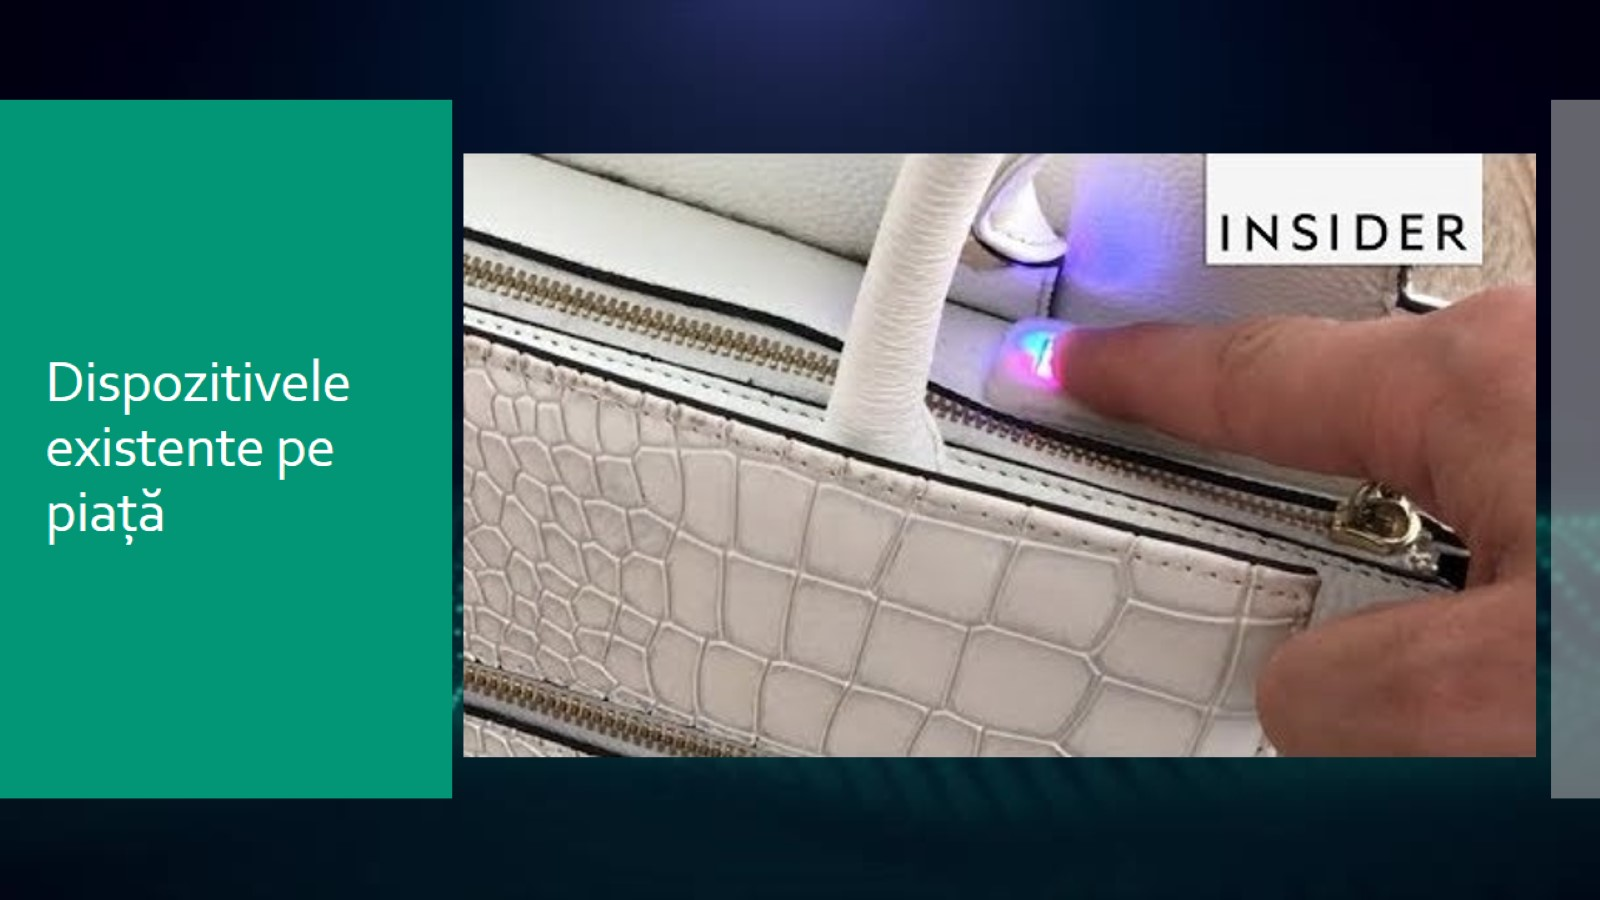 Dispozitivele
existente pe
piață
INSIDER